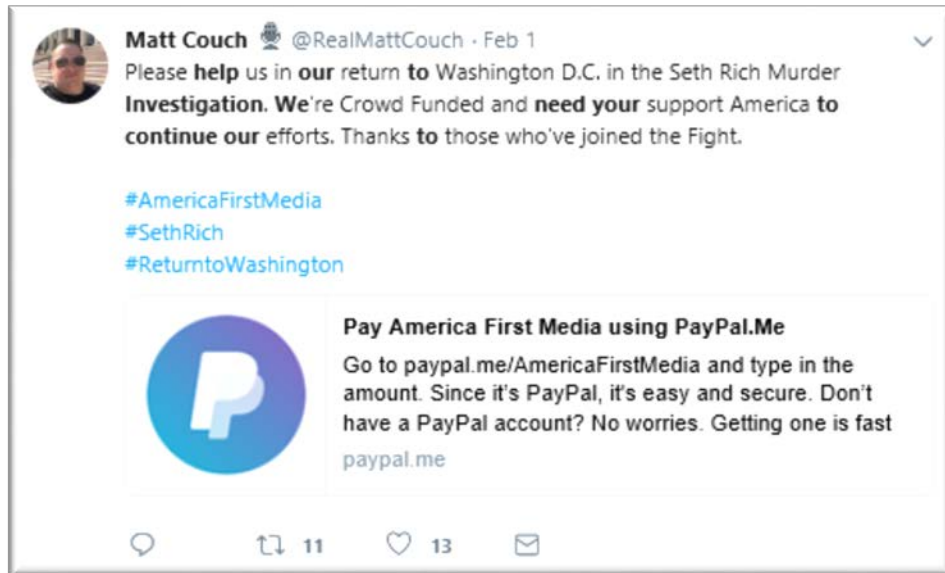 Matt Couch @RealMattCouch · Feb 1
Please help us in our return to Washington D.C. in the Seth Rich Murder
Investigation. We're Crowd Funded and need your support America to
continue our efforts. Thanks to those who've joined the Fight.
#AmericaFirstMedia
#SethRich
#ReturntoWashington
Pay America First Media using PayPal.Me
Go to paypal.me/AmericaFirstMedia and type in the
amount. Since it's PayPal, it's easy and secure. Don't
have a PayPal account? No worries. Getting one is fast
paypal.me
11 13